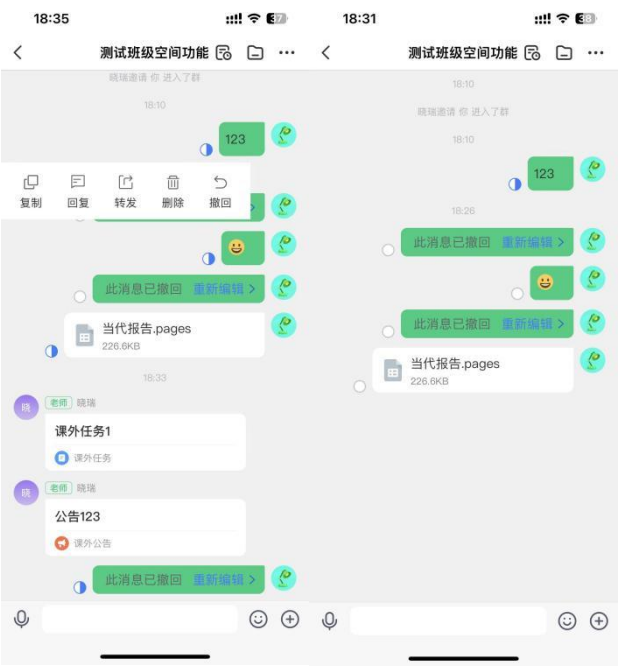 18:35
37
测试班级空间功能
晓瑞邀请 你 进入了群
18:10
123
复制 回复 转发 删除 撤回
此消息已撤回 重新编辑 >
当代报告.pages
226.6KB
18:33
晓
老师 晓瑞
课外任务1
课外任务
晓
老师 晓瑞
公告123
课外公告
此消息已撤回 重新编辑 >
18:31
38
测试班级空间功能
18:10
晓瑞邀请 你 进入了群
18:10
123
18:26
此消息已撤回 重新编辑 >
此消息已撤回 重新编辑 >
当代报告.pages
226.6KB